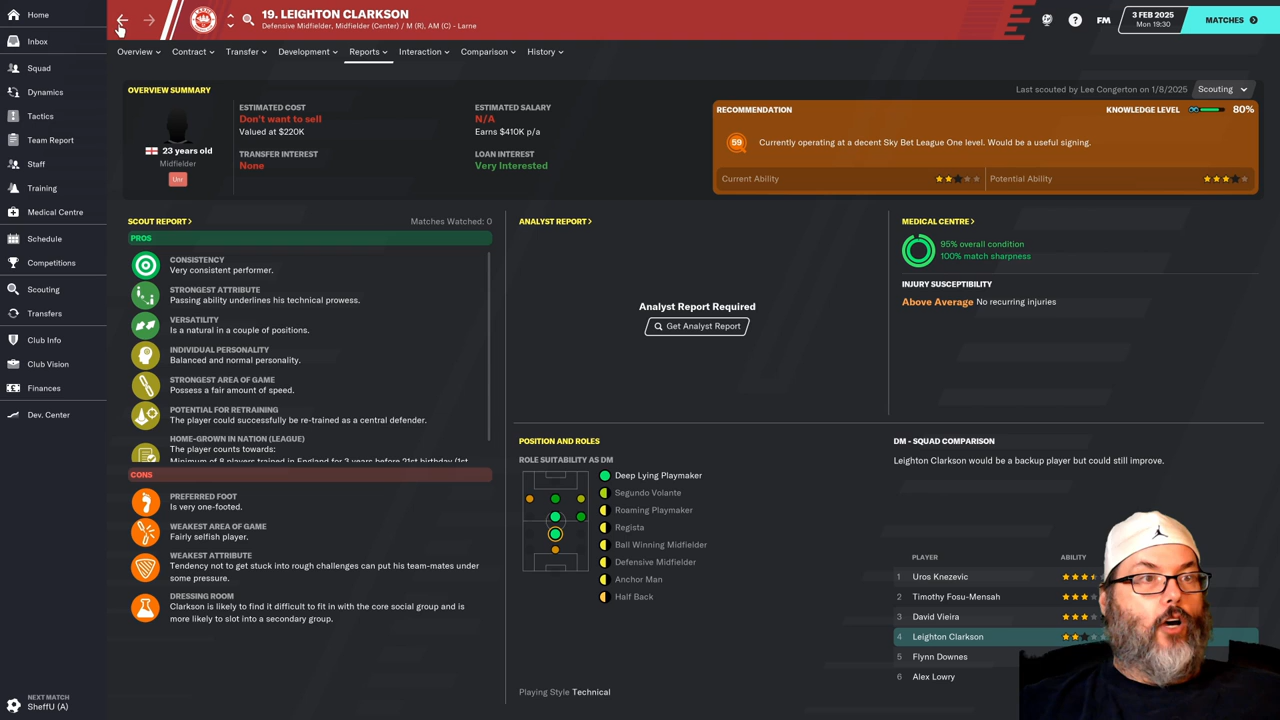 Home
Inbox
Squad
Dynamics
Tactics
Team Report
Staff
Training
Medical Centre
Schedule
Competitions
Scouting
Transfers
Club Info
Club Vision
Finances
Dev. Center
NEXT MATCH
SheffU (A)
19. LEIGHTON CLARKSON
Defensive Midfielder, Midfielder (Center) / M (R), AM (C) - Larne
FM
3 FEB 2025
Mon 19:30
MATCHES
Overview
Contract
Transfer
Development
Reports
Interaction
Comparison
History
OVERVIEW SUMMARY
Last scouted by Lee Congerton on 1/8/2025
Scouting
23 years old
Midfielder
Unr
ESTIMATED COST
Don't want to sell
Valued at $220K
TRANSFER INTEREST
None
ESTIMATED SALARY
N/A
Earns $410K p/a
LOAN INTEREST
Very Interested
RECOMMENDATION
KNOWLEDGE LEVEL 80%
59
Currently operating at a decent Sky Bet League One level. Would be a useful signing.
Current Ability
Potential Ability
SCOUT REPORT >
Matches Watched: 0
PROS
CONSISTENCY
Very consistent performer.
STRONGEST ATTRIBUTE
Passing ability underlines his technical prowess.
VERSATILITY
Is a natural in a couple of positions.
INDIVIDUAL PERSONALITY
Balanced and normal personality.
STRONGEST AREA OF GAME
Possess a fair amount of speed.
POTENTIAL FOR RETRAINING
The player could successfully be re-trained as a central defender.
HOME-GROWN IN NATION (LEAGUE)
The player counts towards:
Minimum of 8 players trained in England for 3 years before 21st birthday (1st
CONS
PREFERRED FOOT
Is very one-footed.
WEAKEST AREA OF GAME
Fairly selfish player.
WEAKEST ATTRIBUTE
Tendency not to get stuck into rough challenges can put his team-mates under
some pressure.
DRESSING ROOM
Clarkson is likely to find it difficult to fit in with the core social group and is
more likely to slot into a secondary group.
ANALYST REPORT >
Analyst Report Required
Get Analyst Report
MEDICAL CENTRE >
95% overall condition
100% match sharpness
INJURY SUSCEPTIBILITY
Above Average No recurring injuries
POSITION AND ROLES
ROLE SUITABILITY AS DM
Deep Lying Playmaker
Segundo Volante
Roaming Playmaker
Regista
Ball Winning Midfielder
Defensive Midfielder
Anchor Man
Half Back
Playing Style Technical
DM - SQUAD COMPARISON
Leighton Clarkson would be a backup player but could still improve.
PLAYER
ABILITY
1 Uros Knezevic
2 Timothy Fosu-Mensah
3 David Vieira
4 Leighton Clarkson
5 Flynn Downes
6 Alex Lowry